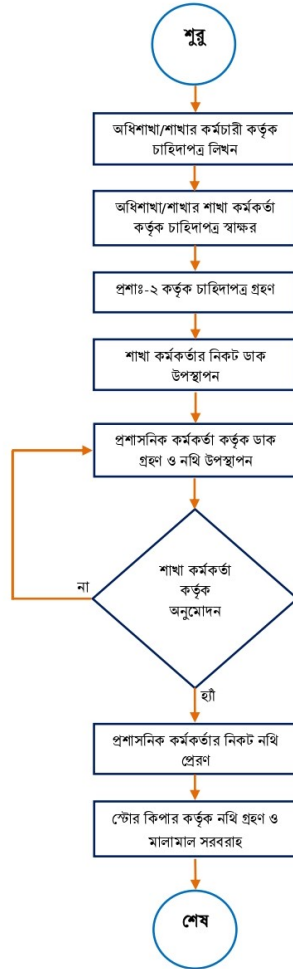 শুরু
অধিশাখা/শাখার কর্মচারী কর্তৃক
চাহিদাপত্র লিখন
অধিশাখা/শাখার শাখা কর্মকর্তা
কর্তৃক চাহিদাপত্র স্বাক্ষর
প্রশাঃ-২ কর্তৃক চাহিদাপত্র গ্রহণ
শাখা কর্মকর্তার নিকট ডাক
উপস্থাপন
প্রশাসনিক কর্মকর্তা কর্তৃক ডাক
গ্রহণ ও নথি উপস্থাপন
শাখা কর্মকর্তা
কর্তৃক
অনুমোদন
না
হ্যাঁ
প্রশাসনিক কর্মকর্তার নিকট নথি
প্রেরণ
স্টোর কিপার কর্তৃক নথি গ্রহণ ও
মালামাল সরবরাহ
শেষ